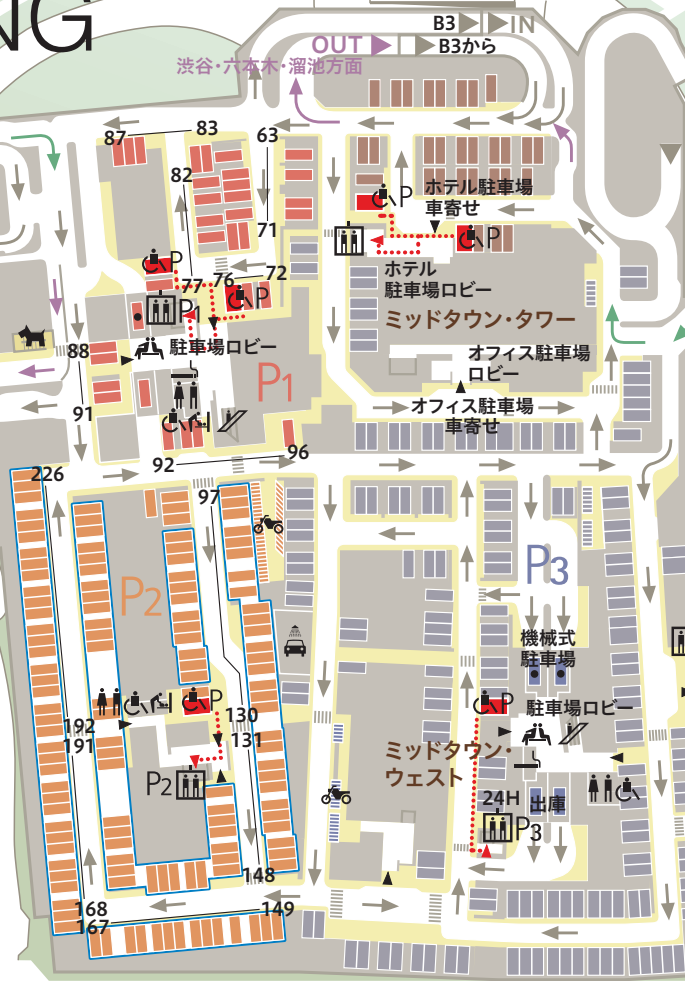 NG
B3
IN
OUT
B3から
渋谷・六本木・溜池方面
87
83
63
82
P
ホテル駐車場
車寄せ
71
P
P
77
76
72
P
P1
ホテル
駐車場ロビー
ミッドタウン・タワー
88
駐車場ロビー
オフィス駐車場
ロビー
P1
91
オフィス駐車場
車寄せ
92
96
226
97
P2
P3
機械式
駐車場
P
P
192
191
130
131
駐車場ロビー
ミッドタウン・
ウェスト
P2
24H
出庫
P3
148
168
167
149